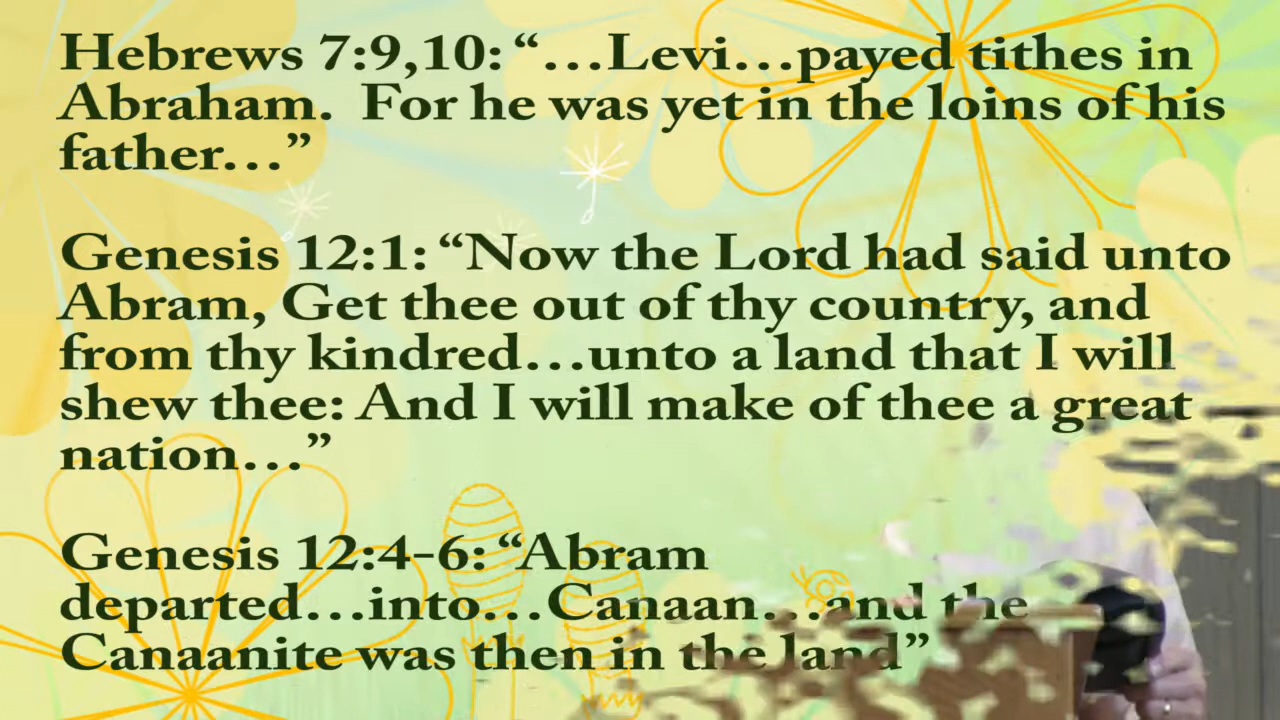 Hebrews 7:9,10: “…Levi…payed tithes in
Abraham.  For he was yet in the loins of his
father…”
Genesis 12:1: “Now the Lord had said unto
Abram, Get thee out of thy country, and
from thy kindred…unto a land that I will
shew thee: And I will make of thee a great
nation…”
Genesis 12:4-6: “Abram
departed…into…Canaan…and the
Canaanite was then in the land”